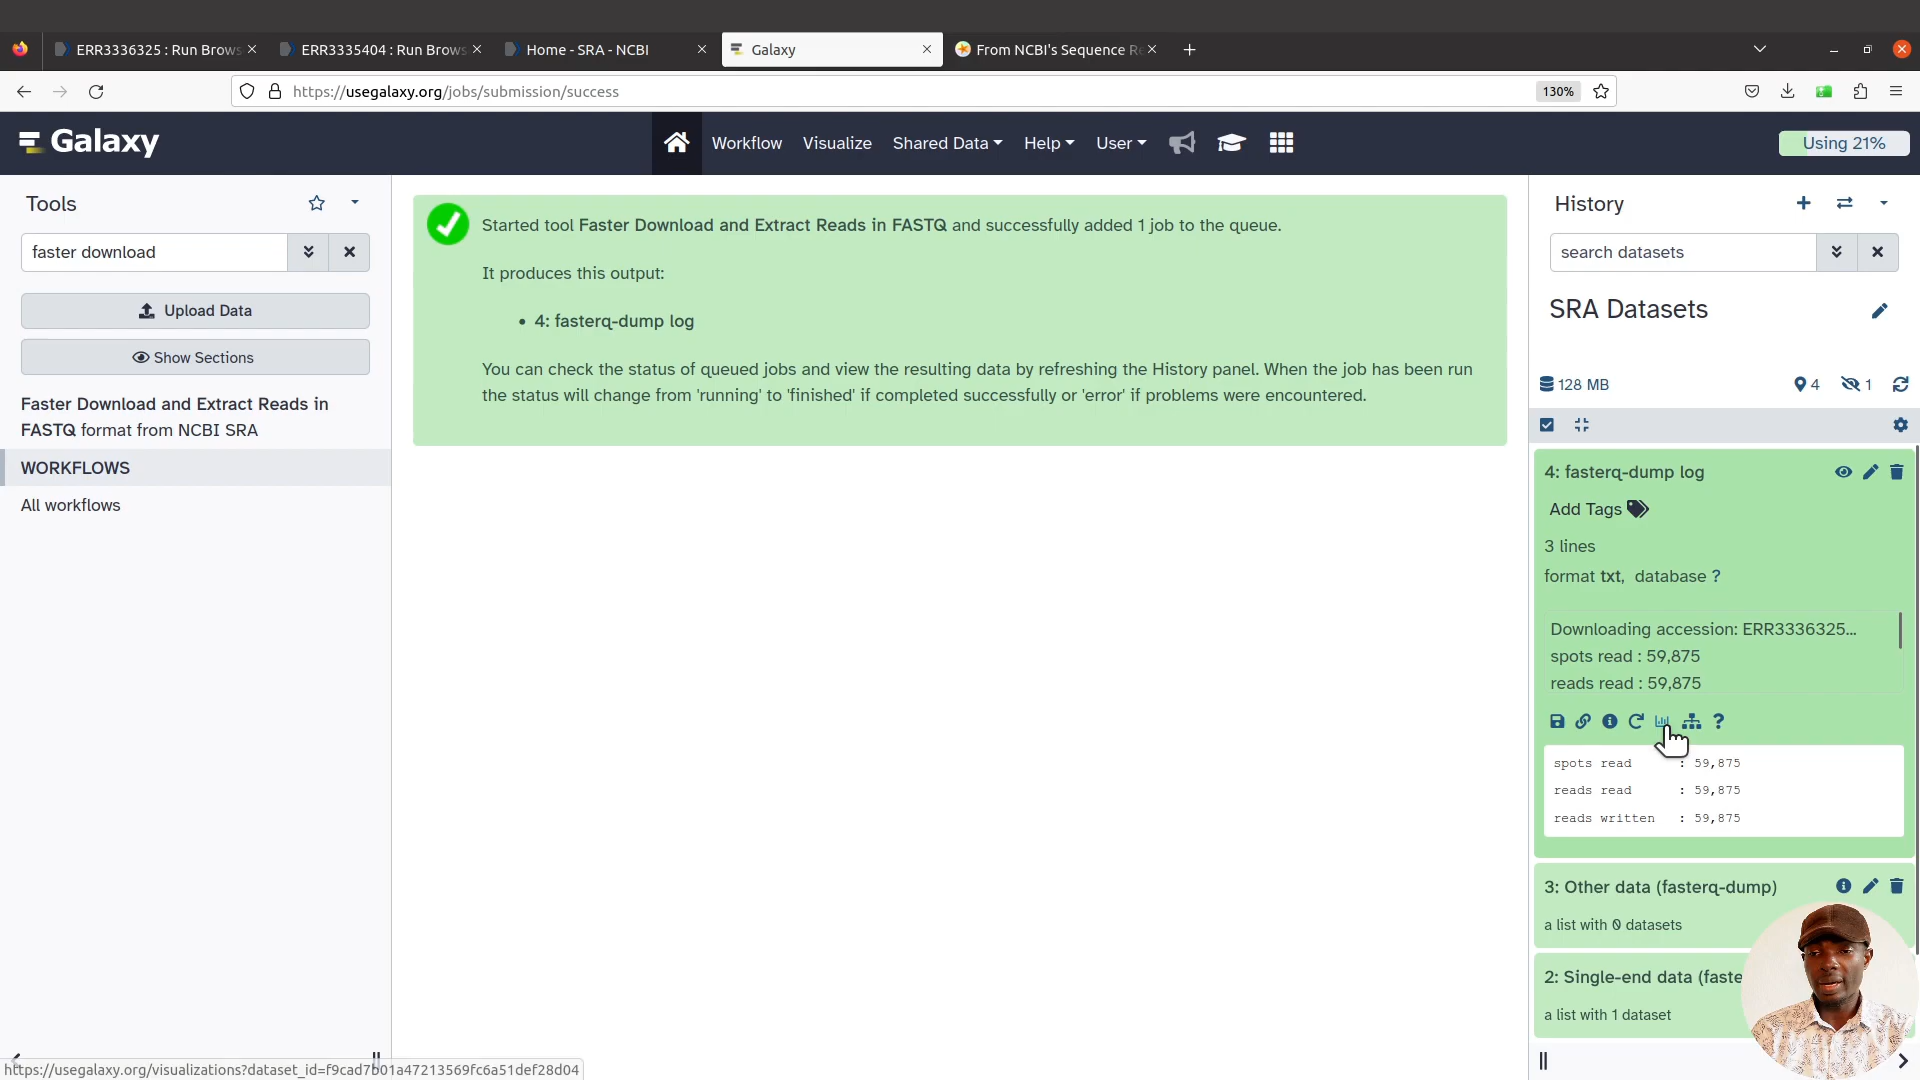 ERR3336325 : Run Brows
ERR3335404 : Run Brows
Home - SRA - NCBI
Galaxy
From NCBI's Sequence Re
https://usegalaxy.org/jobs/submission/success
130%
Galaxy
Workflow
Visualize
Shared Data
Help
User
Using 21%
Tools
faster download
Upload Data
Show Sections
Faster Download and Extract Reads in
FASTQ format from NCBI SRA
WORKFLOWS
All workflows
Started tool Faster Download and Extract Reads in FASTQ and successfully added 1 job to the queue.
It produces this output:
• 4: fasterq-dump log
You can check the status of queued jobs and view the resulting data by refreshing the History panel. When the job has been run
the status will change from 'running' to 'finished' if completed successfully or 'error' if problems were encountered.
History
search datasets
SRA Datasets
128 MB
4
1
4: fasterq-dump log
Add Tags
3 lines
format txt, database ?
Downloading accession: ERR3336325...
spots read : 59,875
reads read : 59,875
spots read : 59,875
reads read : 59,875
reads written : 59,875
3: Other data (fasterq-dump)
a list with 0 datasets
2: Single-end data (faste
a list with 1 dataset
https://usegalaxy.org/visualizations?dataset_id=f9cad7b01a47213569fc6a51def28d04